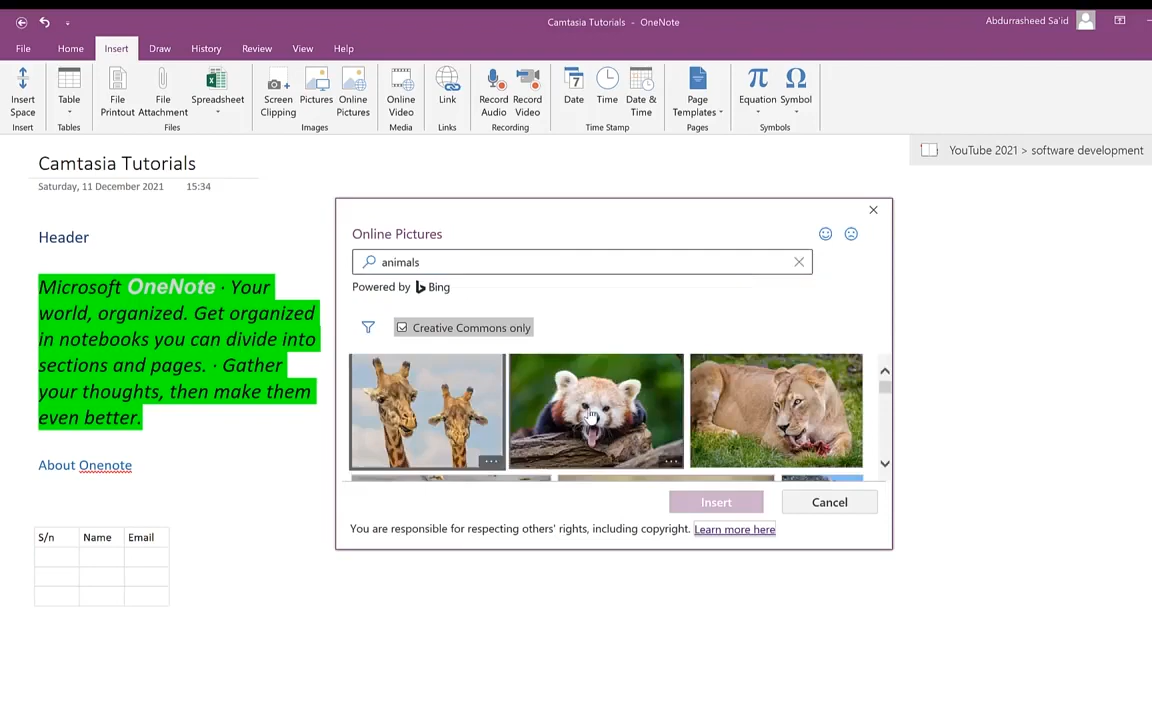 Camtasia Tutorials - OneNote
Abdurrasheed Sa'id
File Home Insert Draw History Review View Help
Insert Space
Table
File Printout
File Attachment
Spreadsheet
Screen Clipping
Pictures
Online Pictures
Online Video
Link
Record Audio
Record Video
Date
Time
Date & Time
Page Templates
Equation
Symbol
Insert Tables Files Images Media Links Recording Time Stamp Pages Symbols
YouTube 2021 > software development
Camtasia Tutorials
Saturday, 11 December 2021 15:34
Header
Microsoft OneNote · Your
world, organized. Get organized
in notebooks you can divide into
sections and pages. · Gather
your thoughts, then make them
even better.
About Onenote
S/n Name Email
Online Pictures
animals
Powered by Bing
Creative Commons only
Insert Cancel
You are responsible for respecting others' rights, including copyright. Learn more here